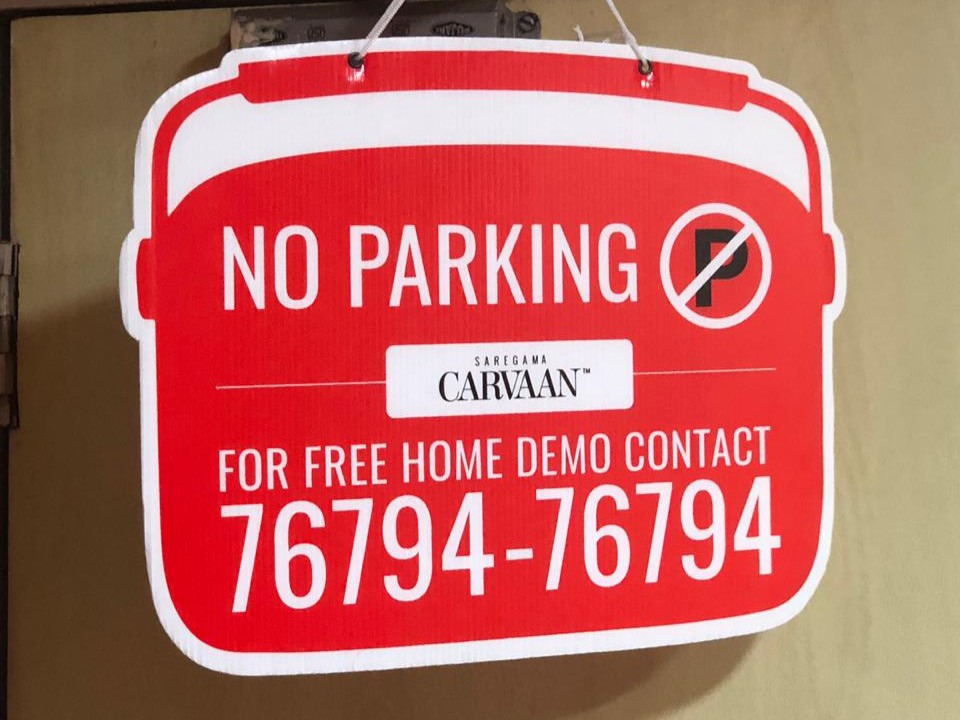 NO PARKING P
SAREGAMA
CARVAAN™
FOR FREE HOME DEMO CONTACT
76794-76794